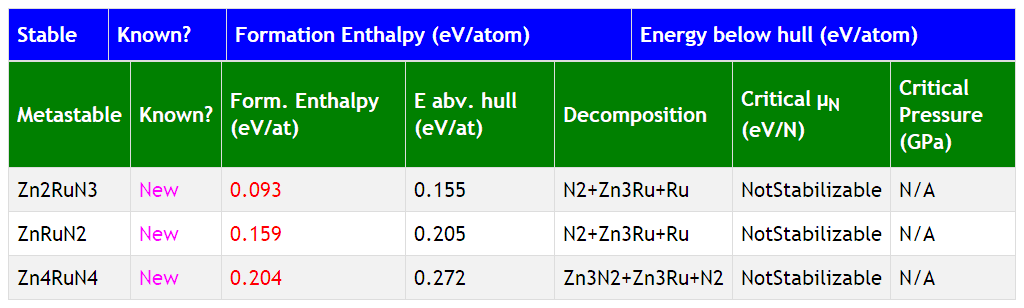 Stable Known? Formation Enthalpy (eV/atom) Energy below hull (eV/atom)
Metastable Known? Form. Enthalpy (eV/at) E abv. hull (eV/at) Decomposition Critical μN (eV/N) Critical Pressure (GPa)
Zn2RuN3 New 0.093 0.155 N2+Zn3Ru+Ru NotStabilizable N/A
ZnRuN2 New 0.159 0.205 N2+Zn3Ru+Ru NotStabilizable N/A
Zn4RuN4 New 0.204 0.272 Zn3N2+Zn3Ru+N2 NotStabilizable N/A